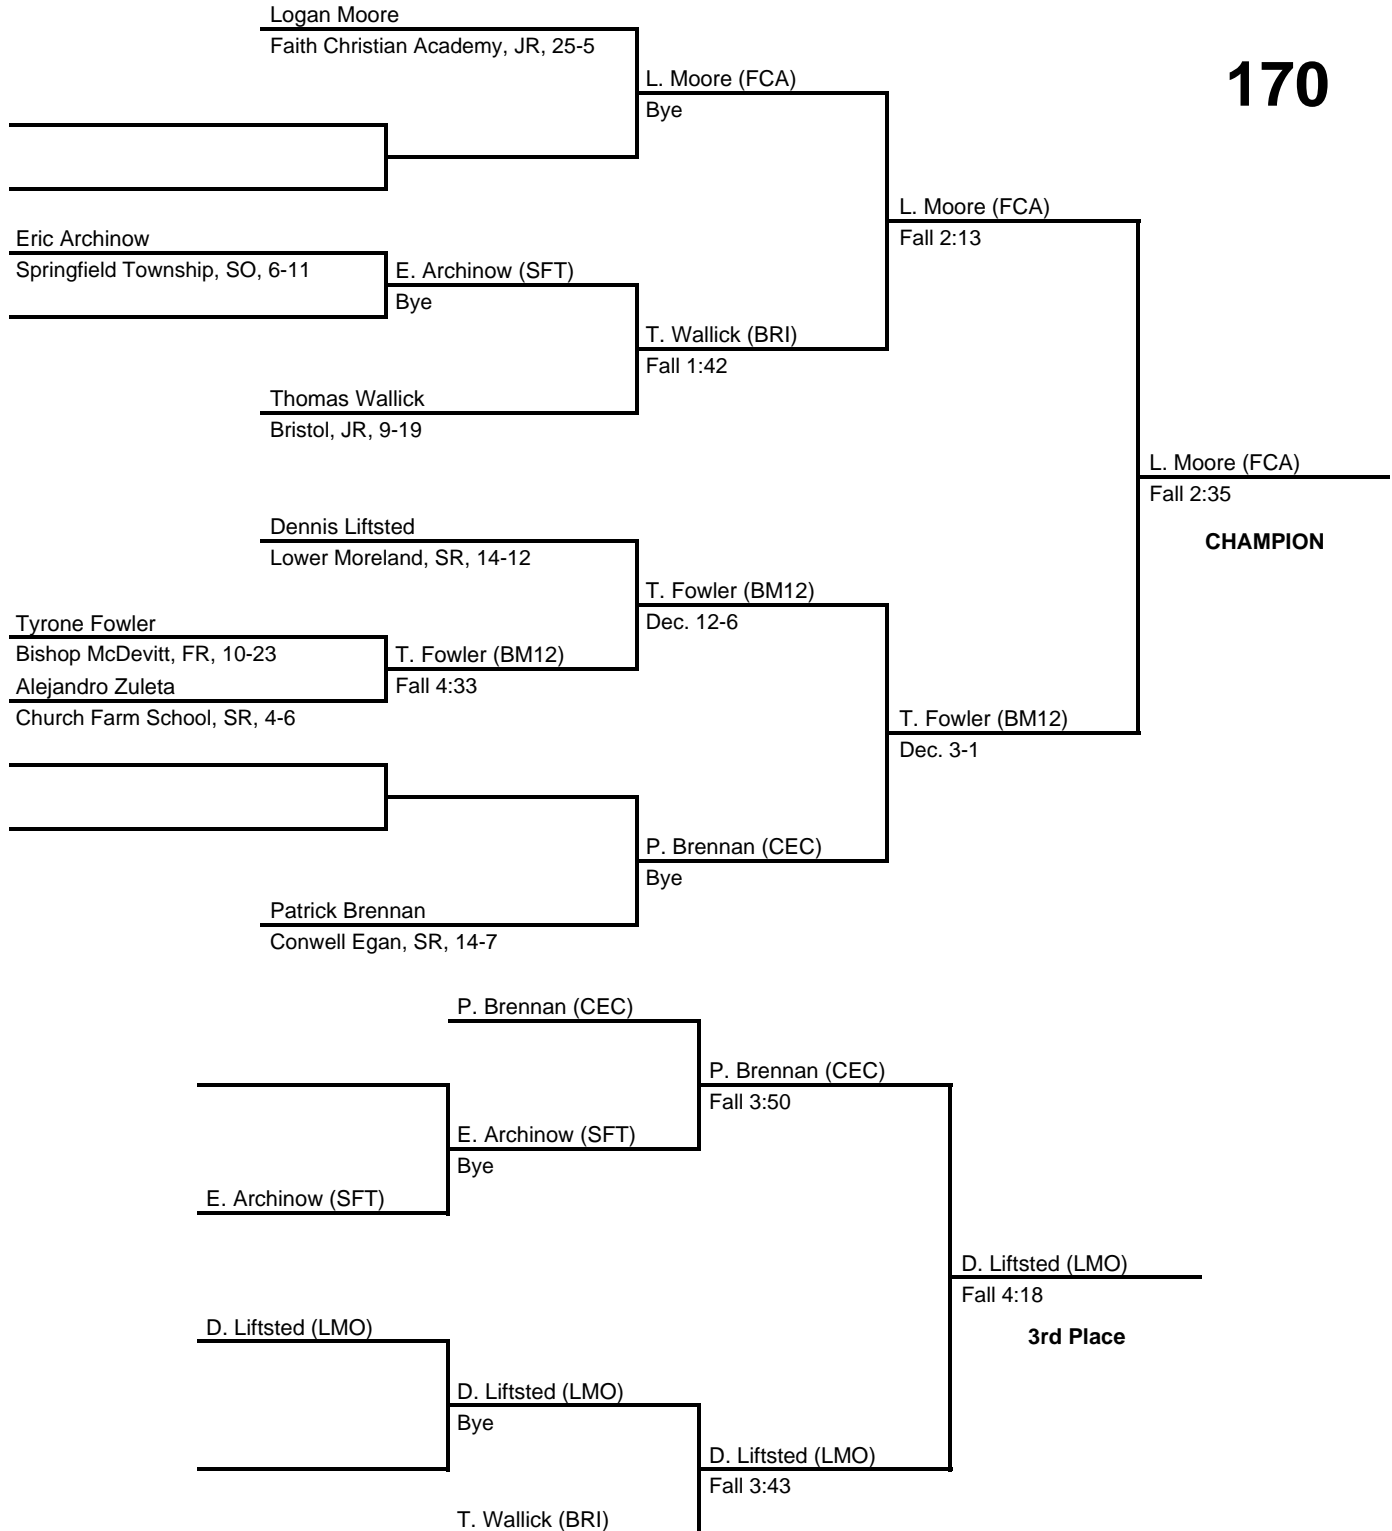 Logan Moore
Faith Christian Academy, JR, 25-5
170
L. Moore (FCA)
Bye
L. Moore (FCA)
Fall 2:13
Eric Archinow
Springfield Township, SO, 6-11
E. Archinow (SFT)
Bye
T. Wallick (BRI)
Fall 1:42
Thomas Wallick
Bristol, JR, 9-19
L. Moore (FCA)
Fall 2:35
CHAMPION
Dennis Liftsted
Lower Moreland, SR, 14-12
T. Fowler (BM12)
Dec. 12-6
Tyrone Fowler
Bishop McDevitt, FR, 10-23
T. Fowler (BM12)
Fall 4:33
Alejandro Zuleta
Church Farm School, SR, 4-6
T. Fowler (BM12)
Dec. 3-1
P. Brennan (CEC)
Bye
Patrick Brennan
Conwell Egan, SR, 14-7
P. Brennan (CEC)
P. Brennan (CEC)
Fall 3:50
E. Archinow (SFT)
Bye
E. Archinow (SFT)
D. Liftsted (LMO)
Fall 4:18
3rd Place
D. Liftsted (LMO)
D. Liftsted (LMO)
Bye
D. Liftsted (LMO)
Fall 3:43
T. Wallick (BRI)